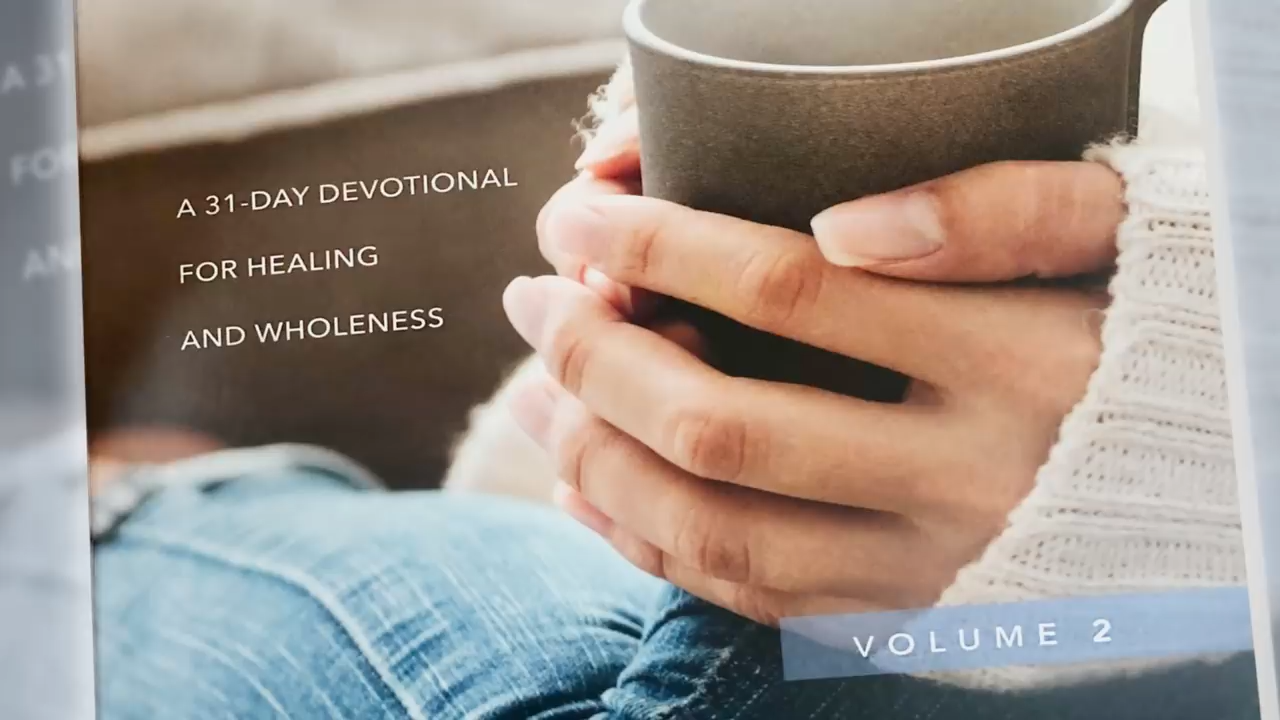 A 31-DAY DEVOTIONAL
FOR HEALING
AND WHOLENESS
VOLUME 2